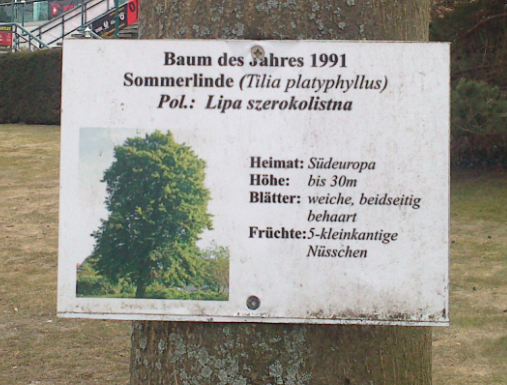 Baum des Jahres 1991
Sommerlinde (Tilia platyphyllus)
Pol.: Lipa szerokolistna
Heimat: Südeuropa
Höhe: bis 30m
Blätter: weiche, beidseitig
behaart
Früchte:5-kleinkantige
Nüsschen